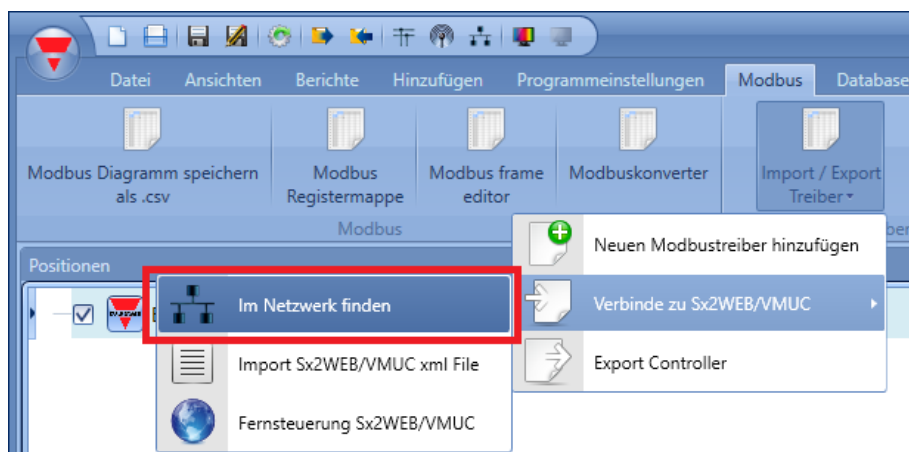 Datei Ansichten Berichte Hinzufügen Programmeinstellungen Modbus Database
Modbus Diagramm speichern
als .csv
Modbus
Registermappe
Modbus frame
editor
Modbuskonverter
Import / Export
Treiber
Modbus
Neuen Modbustreiber hinzufügen
Positionen
Im Netzwerk finden
Verbinde zu Sx2WEB/VMUC
Import Sx2WEB/VMUC xml File
Export Controller
Fernsteuerung Sx2WEB/VMUC